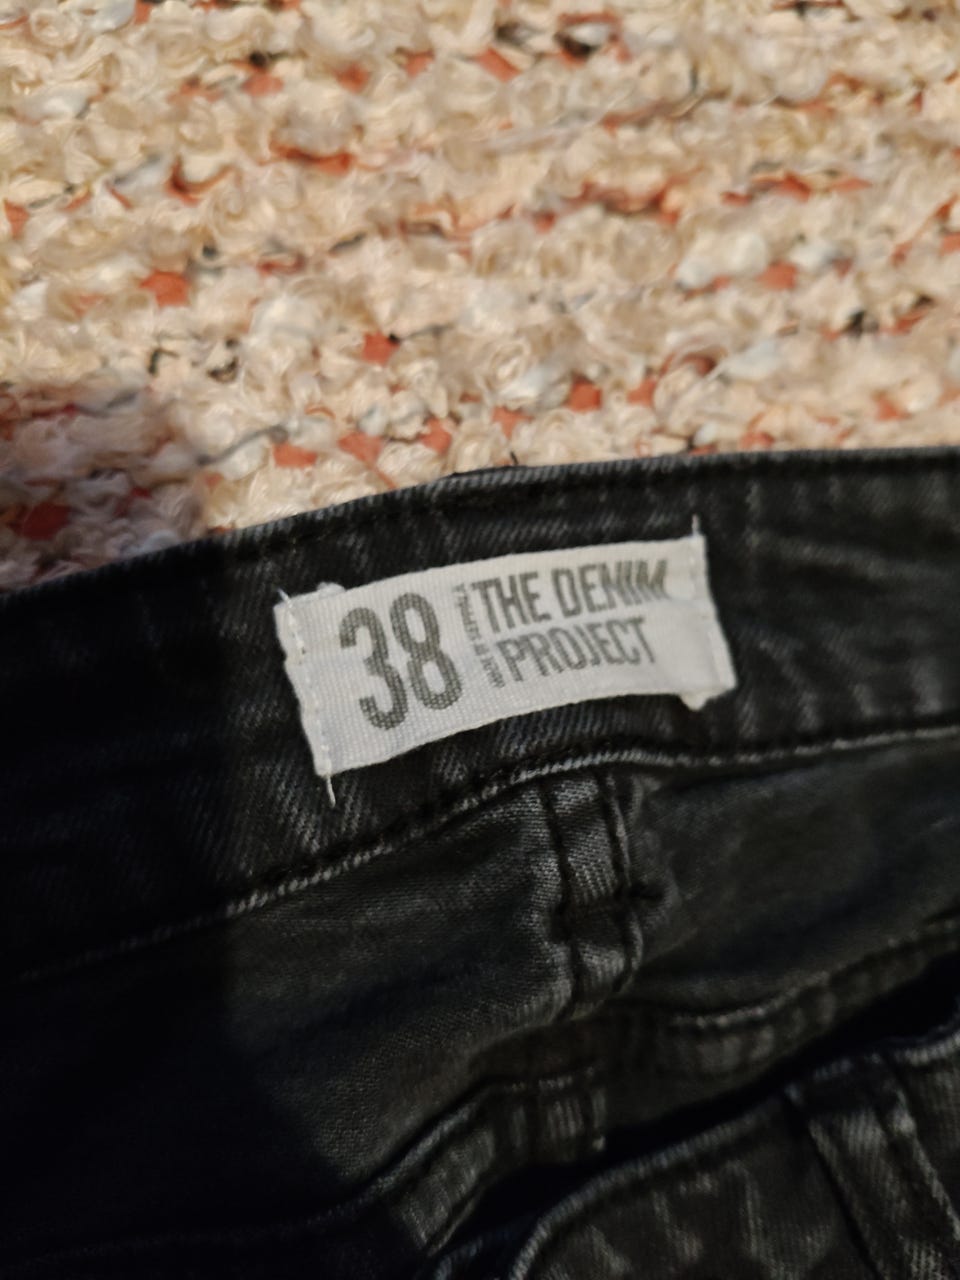 38
THE DENIM
PROJECT